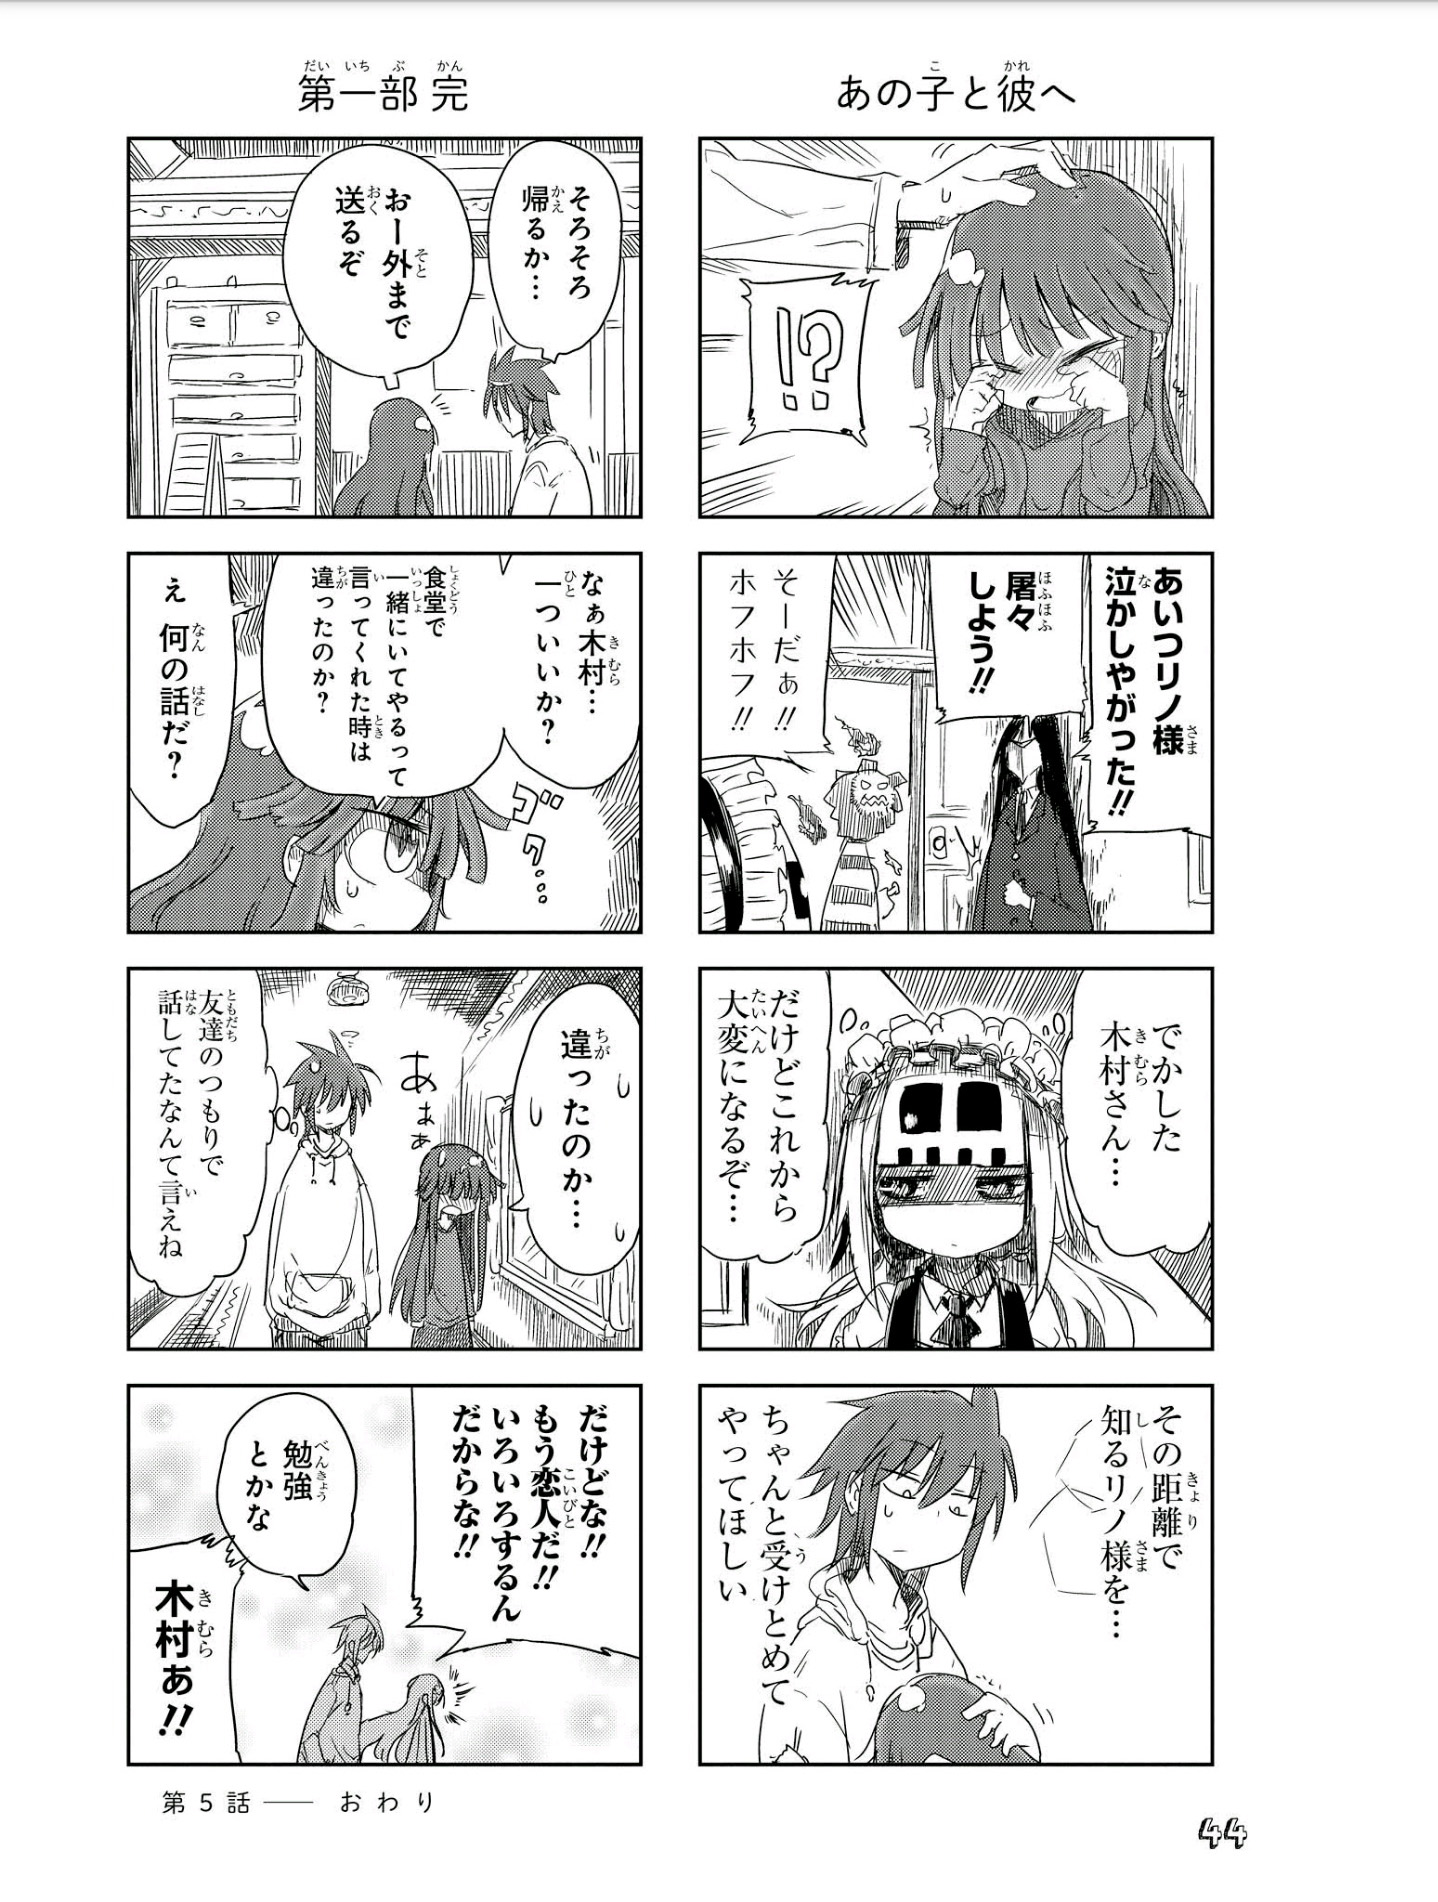 あの子と彼へ
!?
あいつリノ様
泣かしやがった!!
屠々
しよう!!
そーだぁ!!
ホフホフ!!
でかした
木村さん…
だけどこれから
大変になるぞ…
その距離で
知るリノ様を…
ちゃんと受けとめて
やってほしい
第一部 完
そろそろ
帰るか…
おー外まで
送るぞ
なぁ木村…
一ついいか?
食堂で
一緒にいてやるって
言ってくれた時は
違ったのか?
ゴクッ…
え 何の話だ?
違ったのか…
あぁぁ
友達のつもりで
話してたなんて言えね
だけどな!!
もう恋人だ!!
いろいろするん
だからな!!
勉強
とかな
木村ぁ!!
第5話―― おわり
44